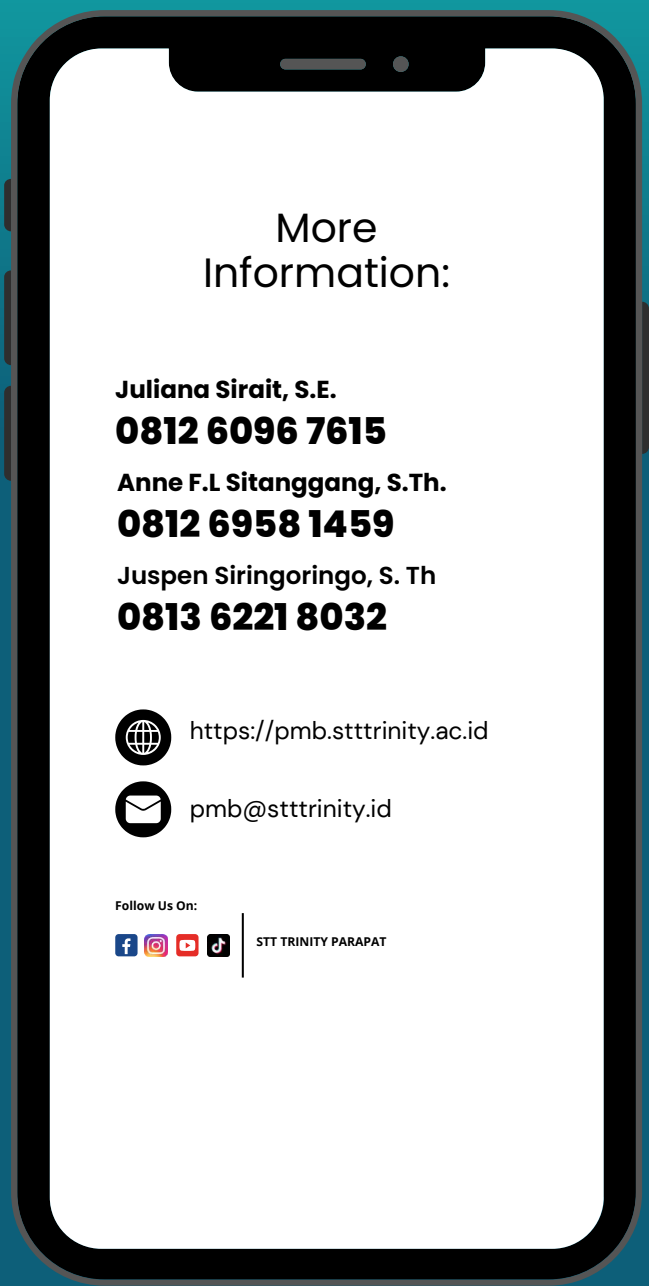 More
Information:
Juliana Sirait, S.E.
0812 6096 7615
Anne F.L Sitanggang, S.Th.
0812 6958 1459
Juspen Siringoringo, S. Th
0813 6221 8032
https://pmb.stttrinity.ac.id
pmb@stttrinity.id
Follow Us On:
STT TRINITY PARAPAT